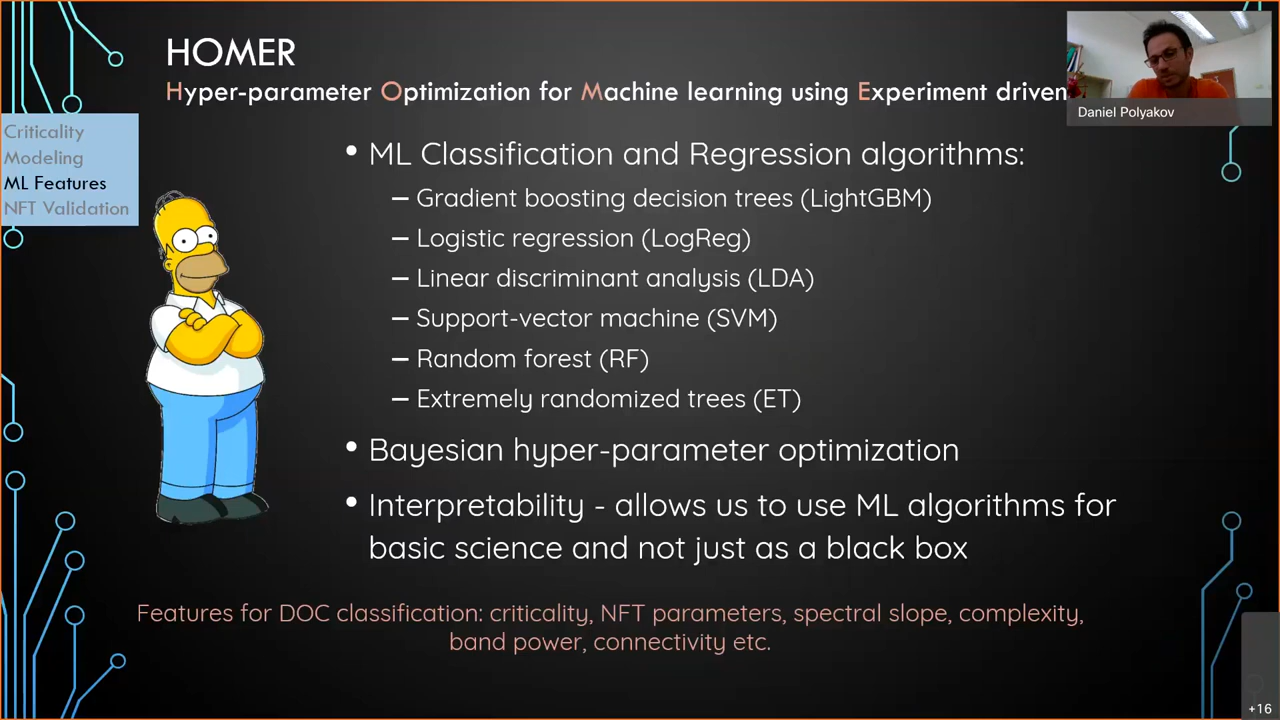 HOMER
Hyper-parameter Optimization for Machine learning using Experiment driven
Daniel Polyakov
Criticality
Modeling
ML Features
NFT Validation
• ML Classification and Regression algorithms:
– Gradient boosting decision trees (LightGBM)
– Logistic regression (LogReg)
– Linear discriminant analysis (LDA)
– Support-vector machine (SVM)
– Random forest (RF)
– Extremely randomized trees (ET)
• Bayesian hyper-parameter optimization
• Interpretability - allows us to use ML algorithms for
basic science and not just as a black box
Features for DOC classification: criticality, NFT parameters, spectral slope, complexity,
band power, connectivity etc.
+16